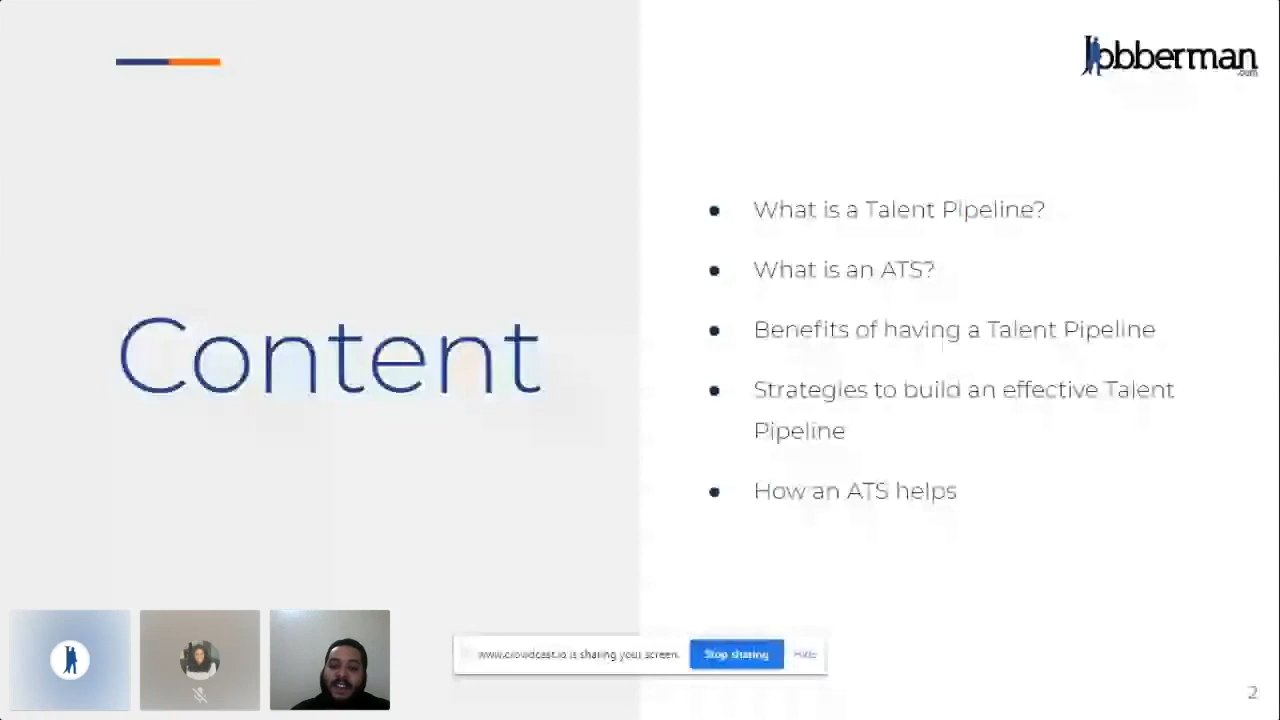 Jobberman
.com
What is a Talent Pipeline?
What is an ATS?
Benefits of having a Talent Pipeline
Content
Strategies to build an effective Talent
Pipeline
How an ATS helps
www.crowdcast.io is sharing your screen.
Stop sharing
Hide
2